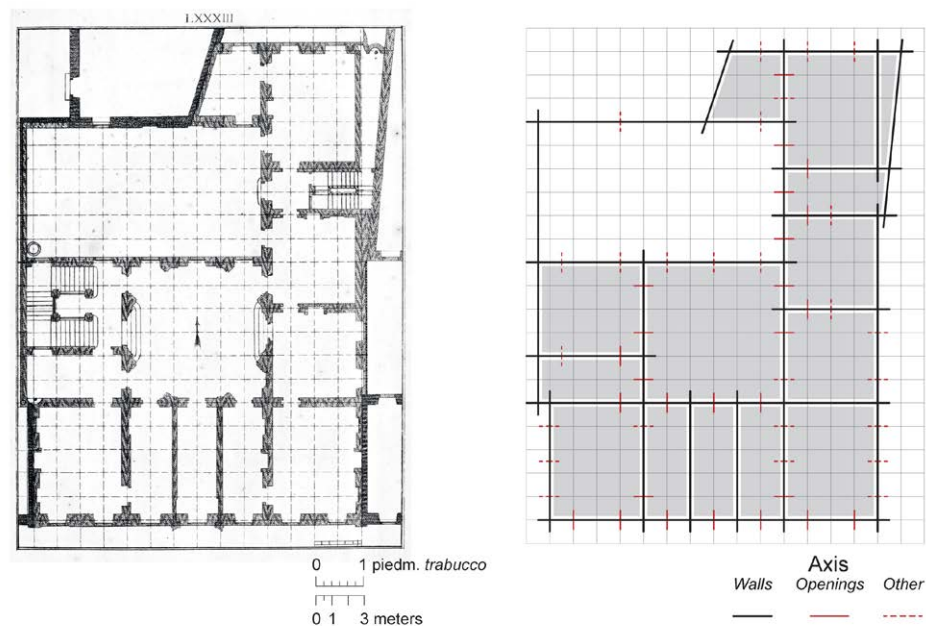 LXXXIII
0 1 piedm. trabucco
0 1 3 meters
Axis
Walls Openings Other